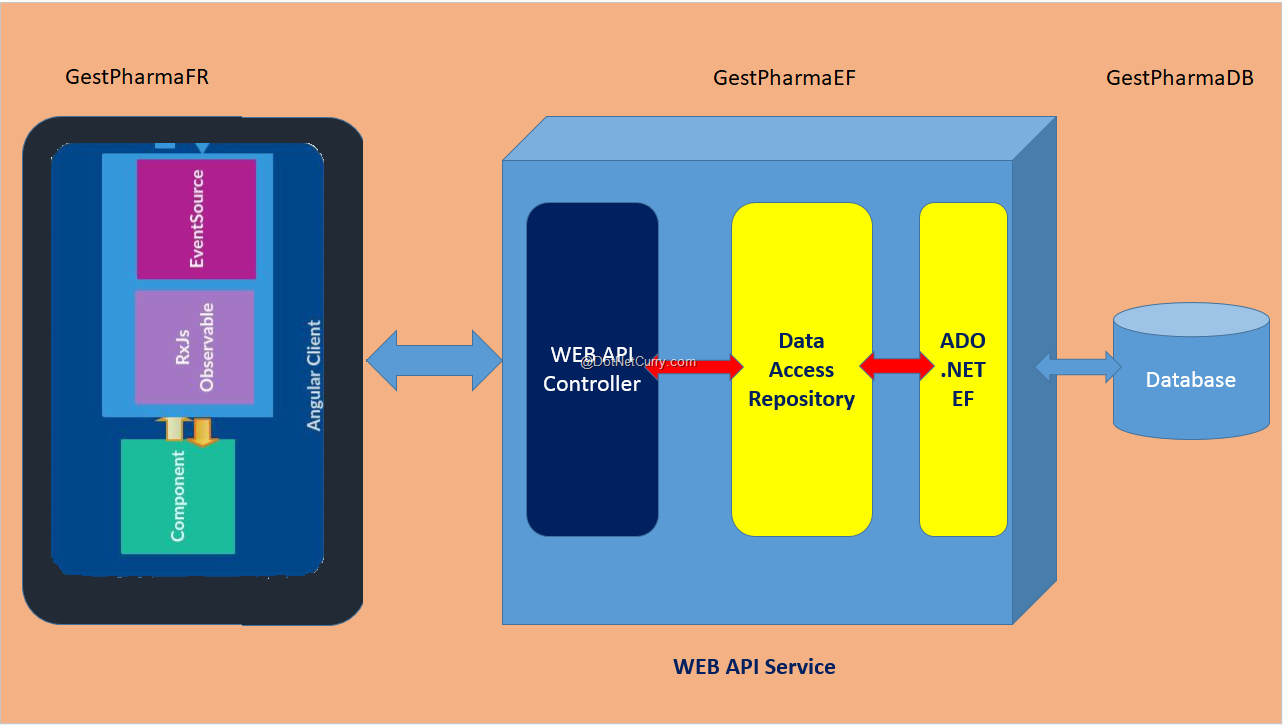 GestPharmaFR
GestPharmaEF
GestPharmaDB
EventSource
RxJs
Observable
Angular Client
Component
WEB API
Controller
@DotNetCurry.com
Data
Access
Repository
ADO
.NET
EF
Database
WEB API Service